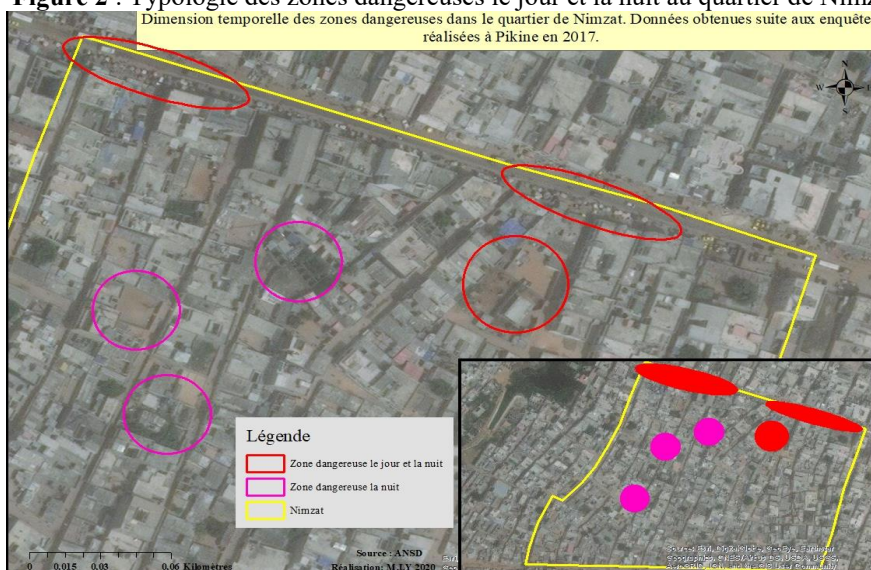 Figure 2 : Typologie des zones dangereuses le jour et la nuit au quartier de Nimz
Dimension temporelle des zones dangereuses dans le quartier de Nimzat. Données obtenues suite aux enquête
réalisées à Pikine en 2017.
N
W
S
Légende
Zone dangereuse le jour et la nuit
Zone dangereuse la nuit
Nimzat
0 0.015 0.03 0.06 Kilomètres
Source : ANSD
Réalisation: M.LY 2020